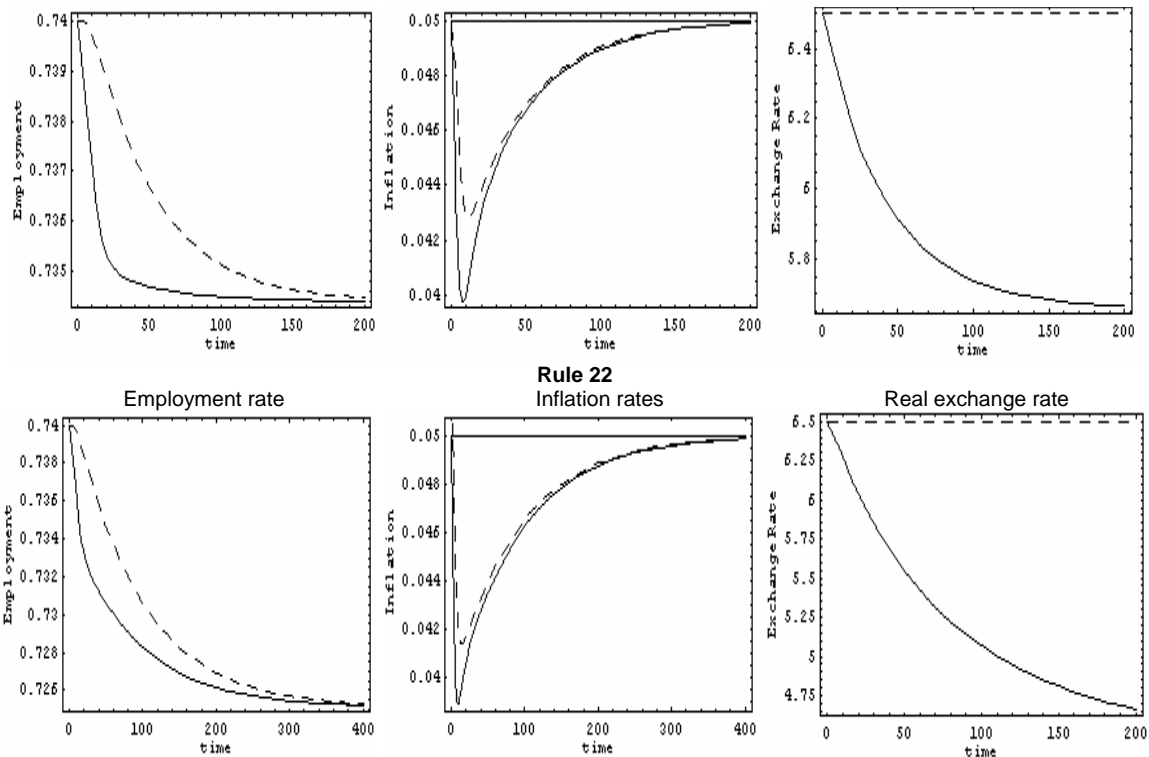 0.74
0.739
0.738
0.737
0.736
0.735
Employment
0 50 100 150 200
time
0.05
0.048
0.046
0.044
0.042
0.04
Inflation
0 50 100 150 200
time
6.4
6.2
6
5.8
Exchange Rate
0 50 100 150 200
time
Rule 22
Employment rate
Inflation rates
Real exchange rate
0.74
0.738
0.736
0.734
0.732
0.73
0.728
0.726
Employment
0 100 200 300 400
time
0.05
0.048
0.046
0.044
0.042
0.04
Inflation
0 100 200 300 400
time
6.5
6.25
6
5.75
5.5
5.25
5
4.75
Exchange Rate
0 50 100 150 200
time